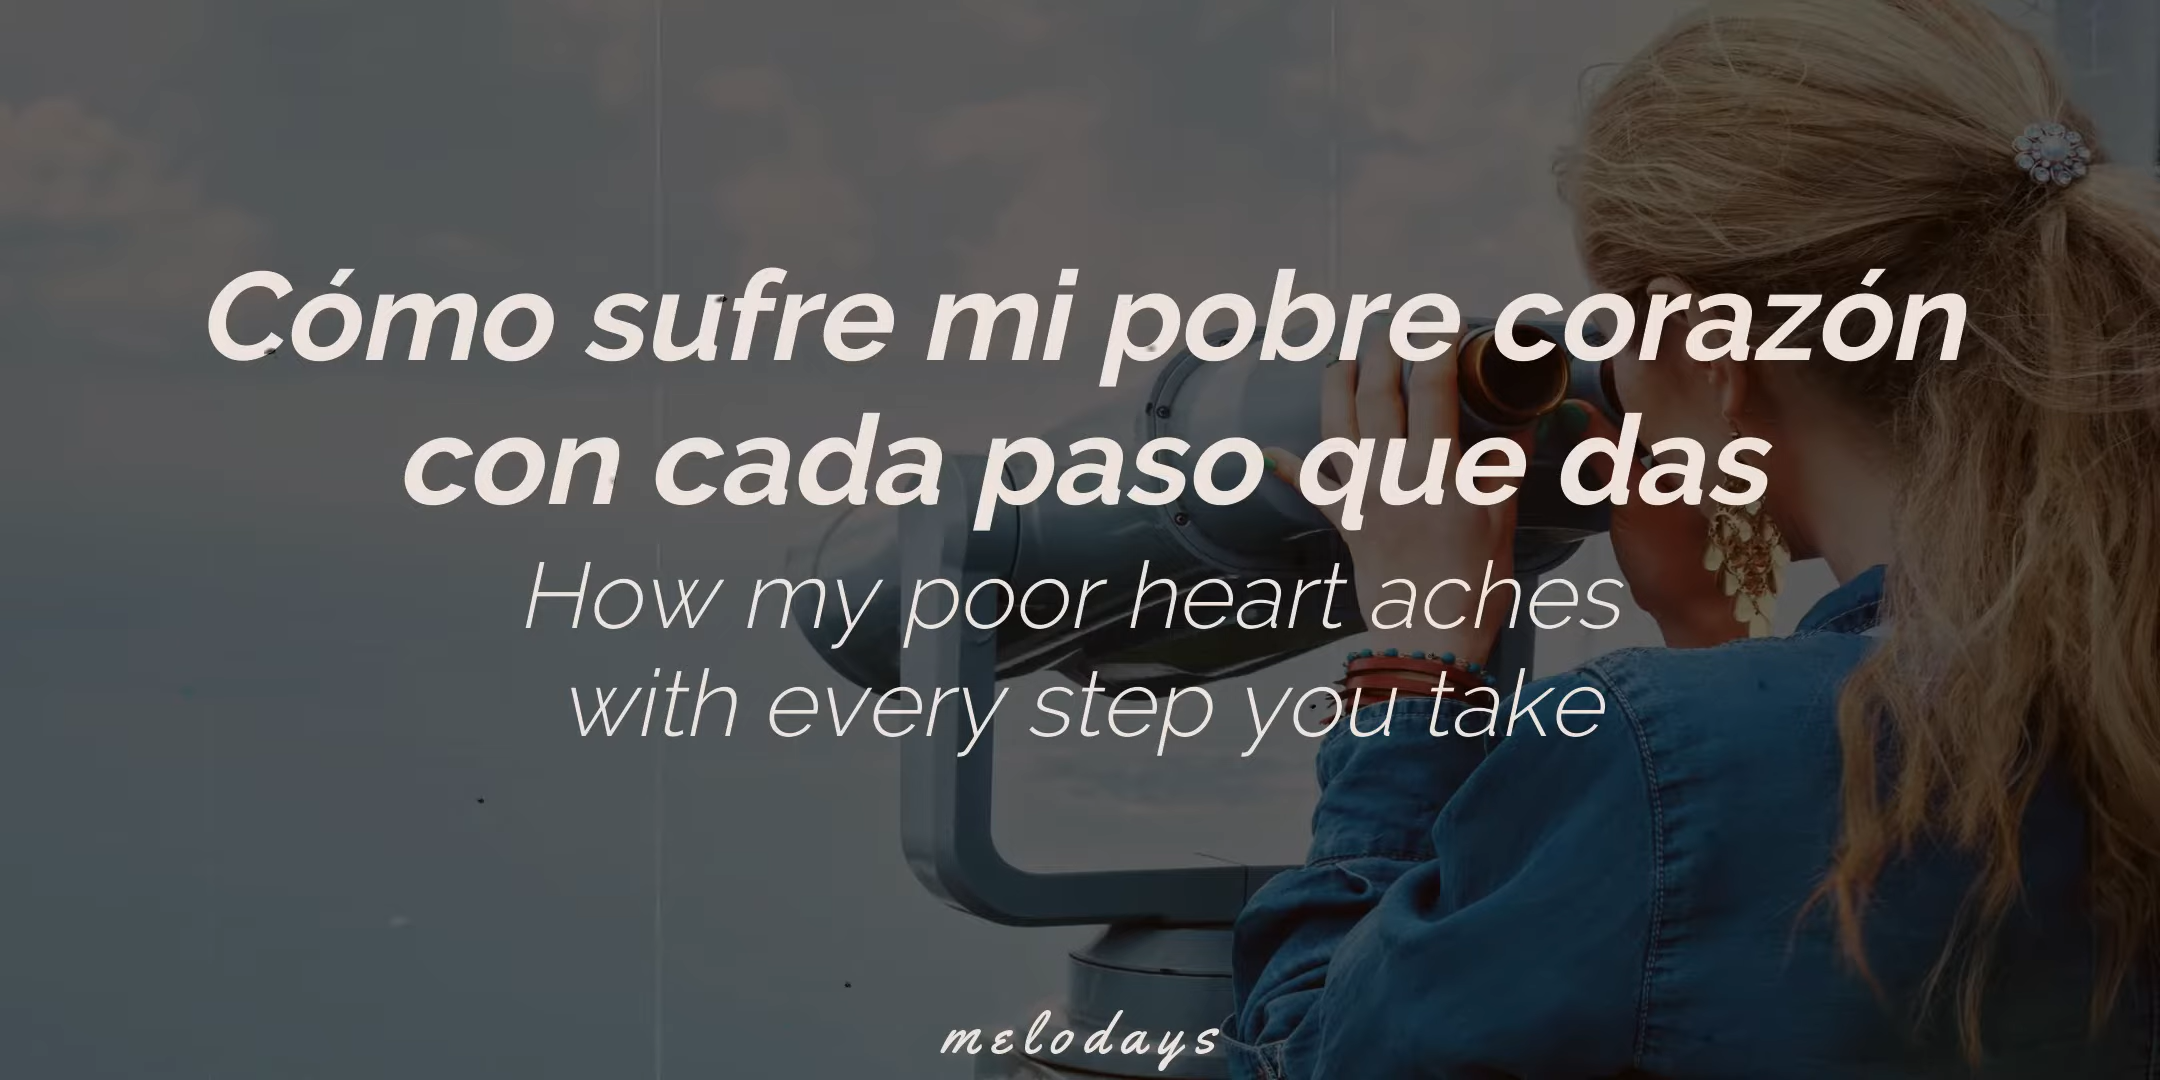 Cómo sufre mi pobre corazón
con cada paso que das
How my poor heart aches
with every step you take
melodays